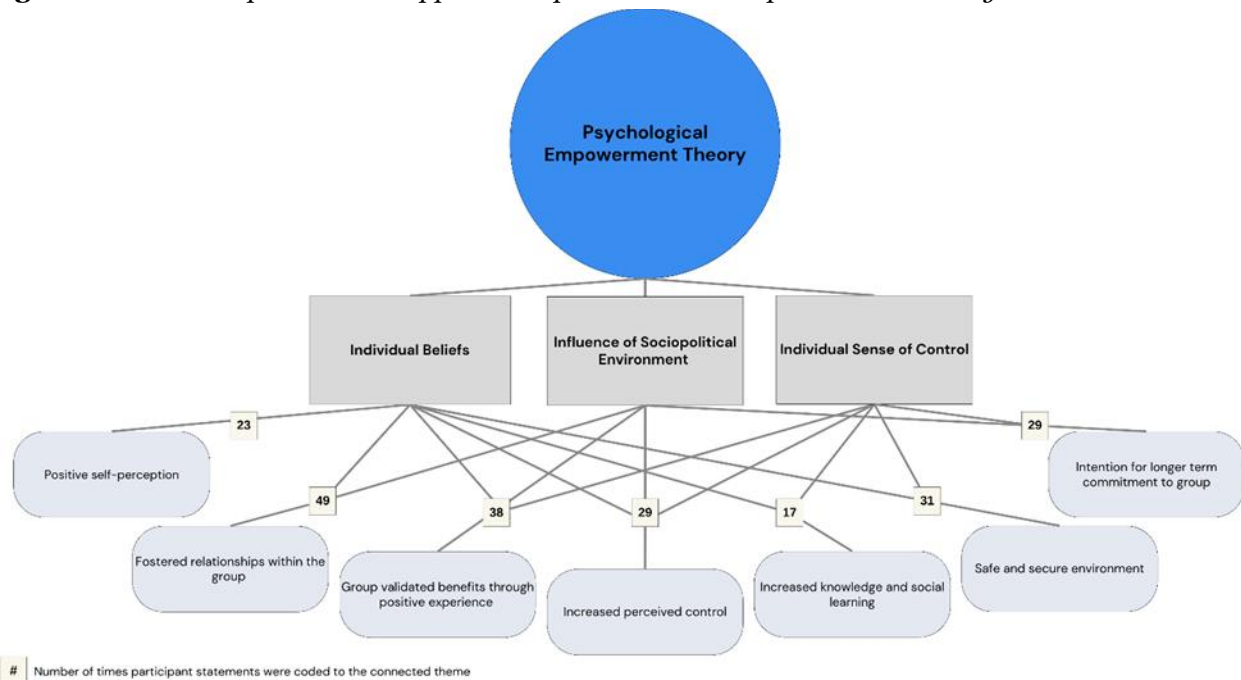 Psychological
Empowerment Theory
Individual Beliefs
Influence of Sociopolitical
Environment
Individual Sense of Control
23
29
Positive self-perception
Intention for longer term
commitment to group
49
38
29
17
31
Fostered relationships within the
group
Group validated benefits through
positive experience
Increased perceived control
Increased knowledge and social
learning
Safe and secure environment
# Number of times participant statements were coded to the connected theme